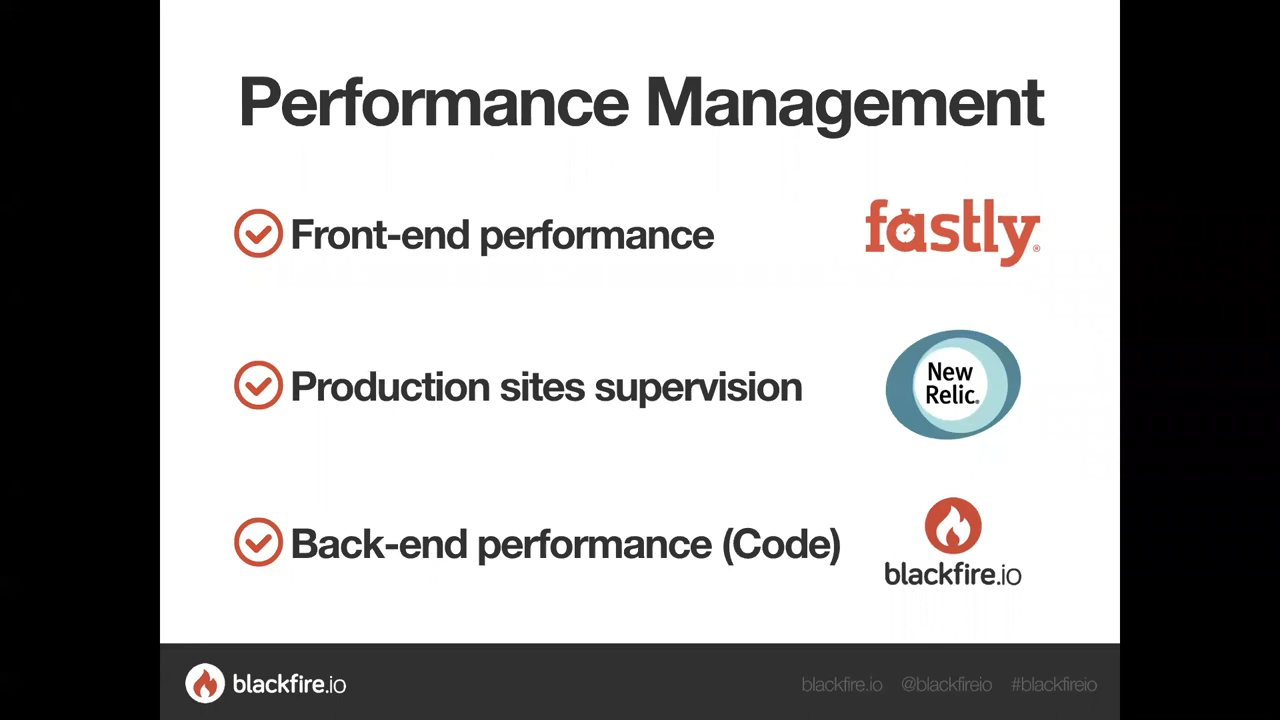 Performance Management
Front-end performance
fastly®
Production sites supervision
New
Relic®
Back-end performance (Code)
blackfire.io
blackfire.io
blackfire.io @blackfireio #blackfireio